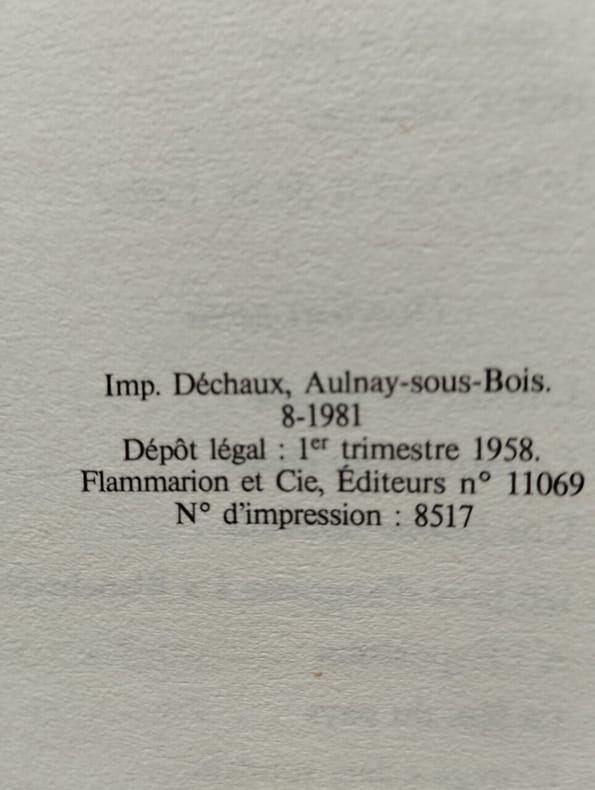 Imp. Déchaux, Aulnay-sous-Bois.
8-1981
Dépôt légal : 1er trimestre 1958.
Flammarion et Cie, Éditeurs n° 11069
N° d'impression : 8517